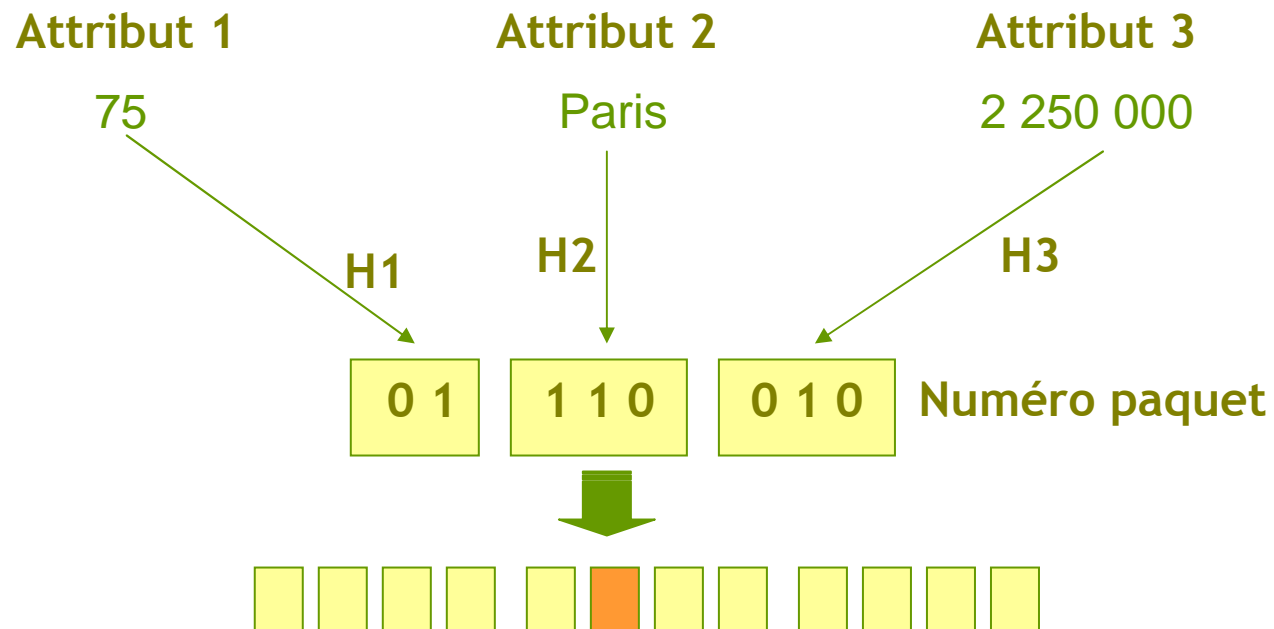 Attribut 1 Attribut 2 Attribut 3
75 Paris 2 250 000
H1 H2 H3
0 1 1 1 0 0 1 0 Numéro paquet